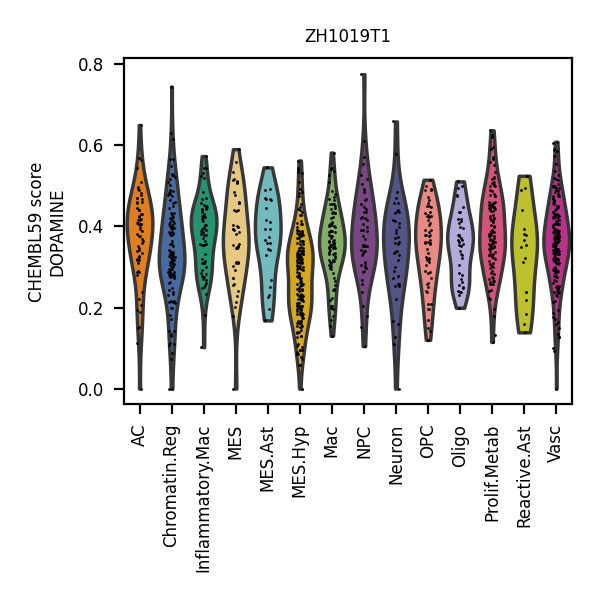 ZH1019T1
CHEMBL59 score
DOPAMINE
0.8
0.6
0.4
0.2
0.0
AC
Chromatin.Reg
Inflammatory.Mac
MES
MES.Ast
MES.Hyp
Mac
NPC
Neuron
OPC
Oligo
Prolif.Metab
Reactive.Ast
Vasc